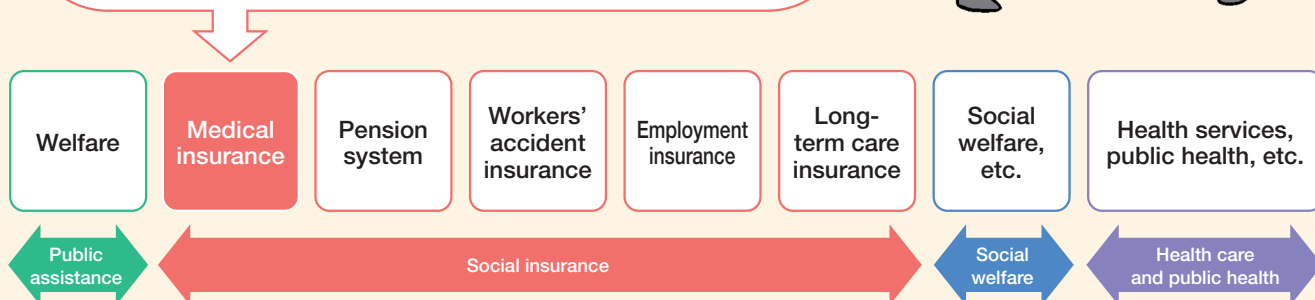 Welfare
Medical
insurance
Pension
system
Workers’
accident
insurance
Employment
insurance
Long-
term care
insurance
Social
welfare,
etc.
Health services,
public health, etc.
Public
assistance
Social insurance
Social
welfare
Health care
and public health